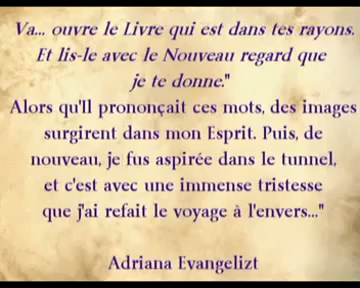 Va... ouvre le Livre qui est dans tes rayons.
Et lis-le avec le Nouveau regard que
je te donne."
Alors qu'll prononçait ces mots, des images
surgirent dans mon Esprit. Puis, de
nouveau, je fus aspirée dans le tunnel,
et c'est avec une immense tristesse
que j'ai refait le voyage à l'envers..."
Adriana Evangelizt